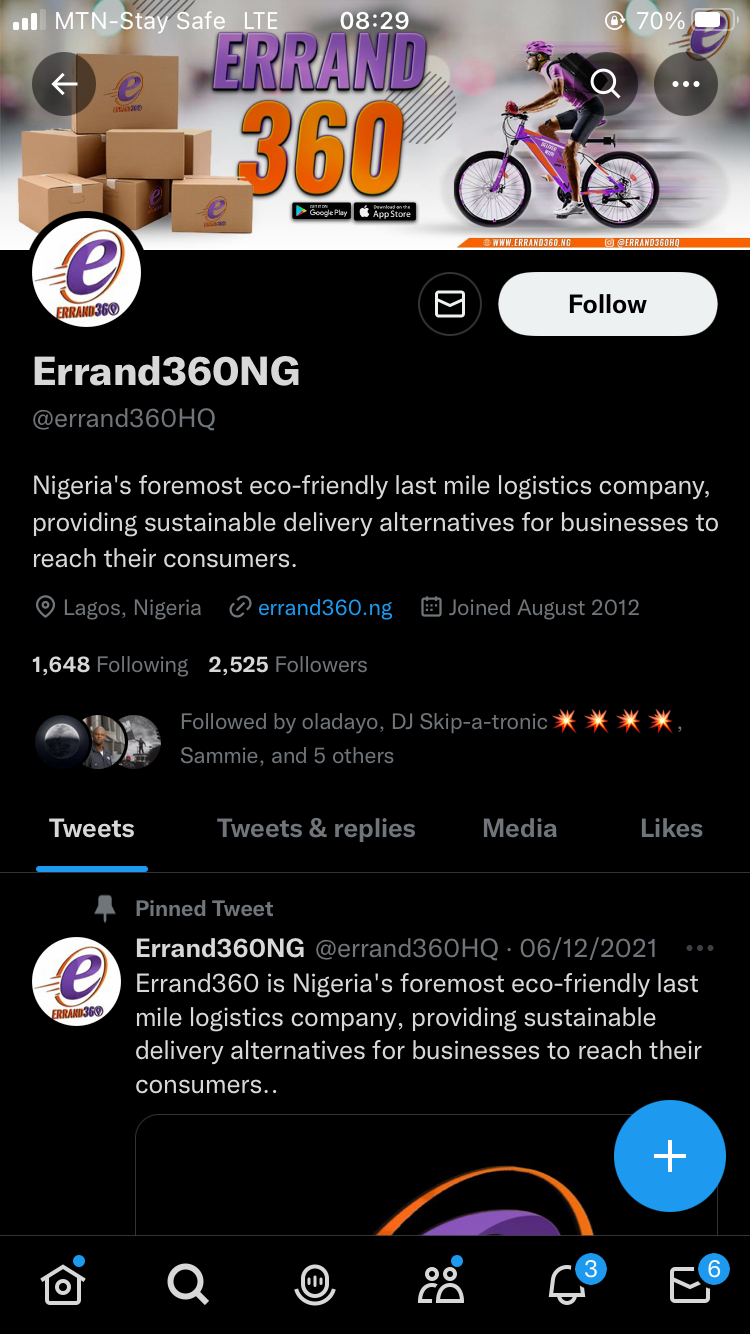 MTN-Stay Safe LTE 08:29 70%
ERRAND
360
GET IT ON Google Play Download on the App Store
DELIVER NOW
WWW.ERRAND360.NG @ERRAND360HQ
e
ERRAND360
Follow
Errand360NG
@errand360HQ
Nigeria's foremost eco-friendly last mile logistics company,
providing sustainable delivery alternatives for businesses to
reach their consumers.
Lagos, Nigeria errand360.ng Joined August 2012
1,648 Following 2,525 Followers
Followed by oladayo, DJ Skip-a-tronic💥💥💥💥,
Sammie, and 5 others
Tweets Tweets & replies Media Likes
Pinned Tweet
Errand360NG @errand360HQ · 06/12/2021
Errand360 is Nigeria's foremost eco-friendly last
mile logistics company, providing sustainable
delivery alternatives for businesses to reach their
consumers..
e
ERRAND360
3 6